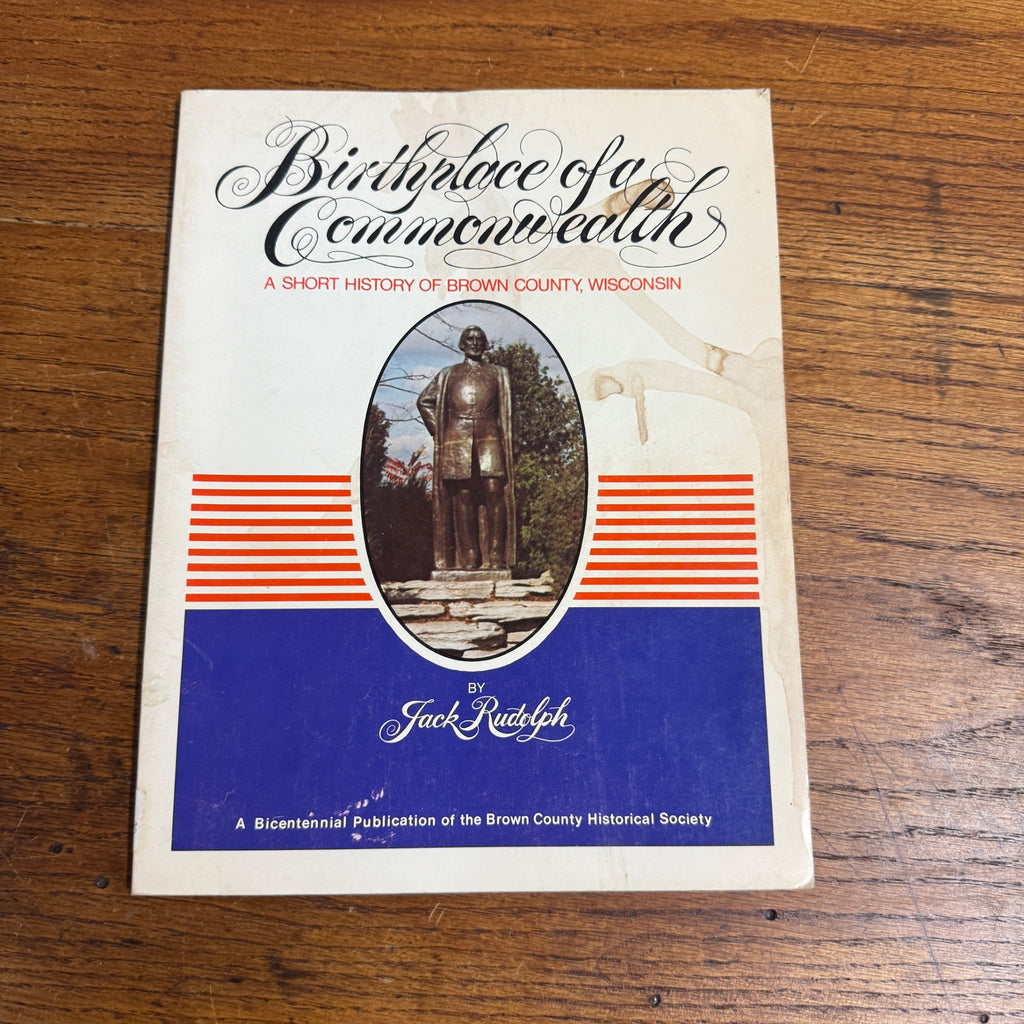 Birthplace of a
Commonwealth
A SHORT HISTORY OF BROWN COUNTY, WISCONSIN
BY
Jack Rudolph
A Bicentennial Publication of the Brown County Historical Society